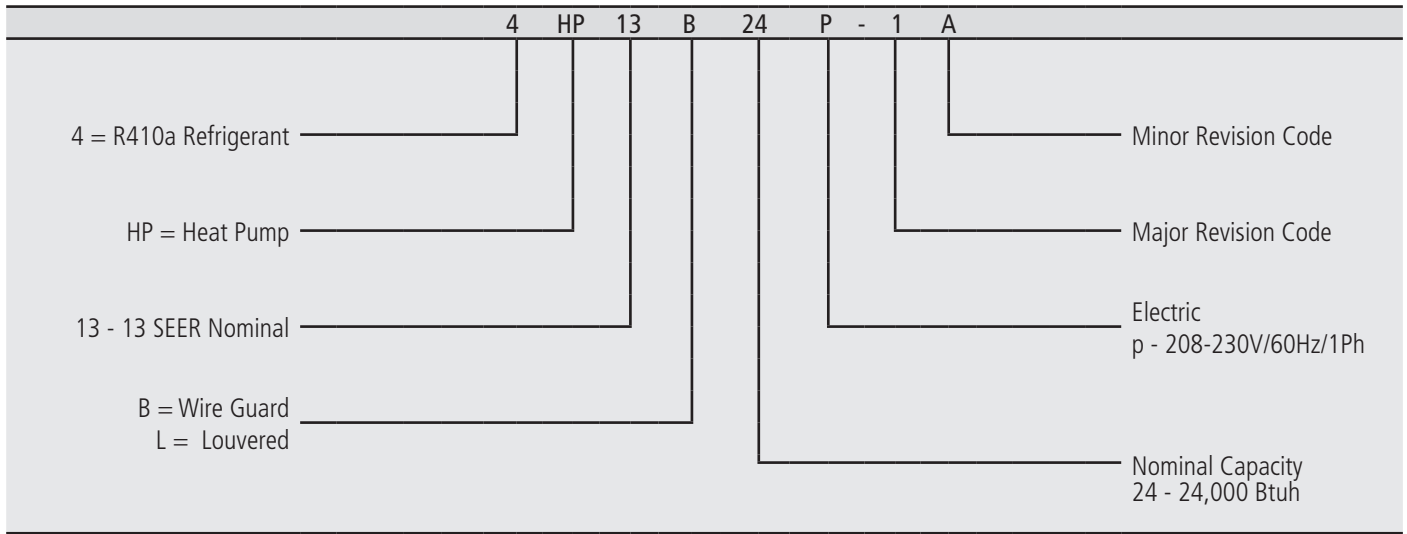 4 HP 13 B 24 P - 1 A
4 = R410a Refrigerant
Minor Revision Code
HP = Heat Pump
Major Revision Code
13 - 13 SEER Nominal
Electric
p - 208-230V/60Hz/1Ph
B = Wire Guard
L = Louvered
Nominal Capacity
24 - 24,000 Btuh